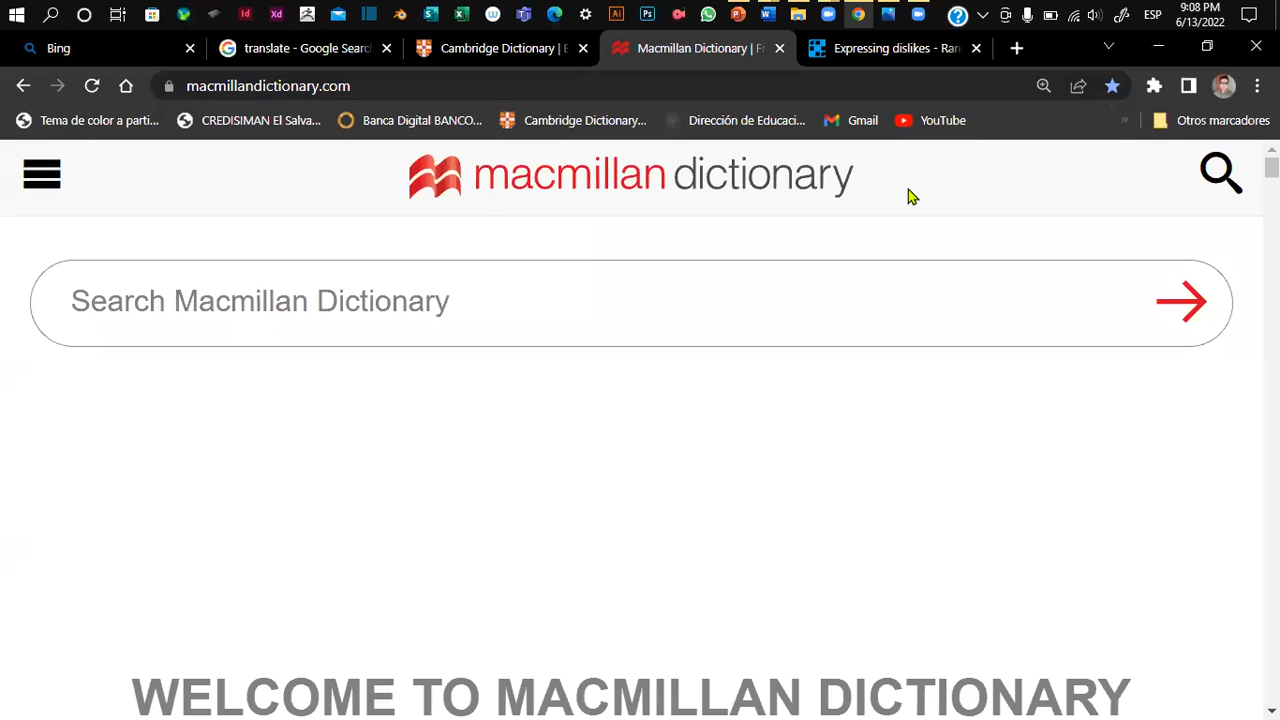 ESP
9:08 PM
6/13/2022
Bing
translate - Google Searc
Cambridge Dictionary | E
Macmillan Dictionary | Fr
Expressing dislikes - Ran
macmillandictionary.com
Tema de color a parti...
CREDISIMAN El Salva...
Banca Digital BANCO...
Cambridge Dictionary...
Dirección de Educaci...
Gmail
YouTube
»
Otros marcadores
macmillan dictionary
Search Macmillan Dictionary
WELCOME TO MACMILLAN DICTIONARY